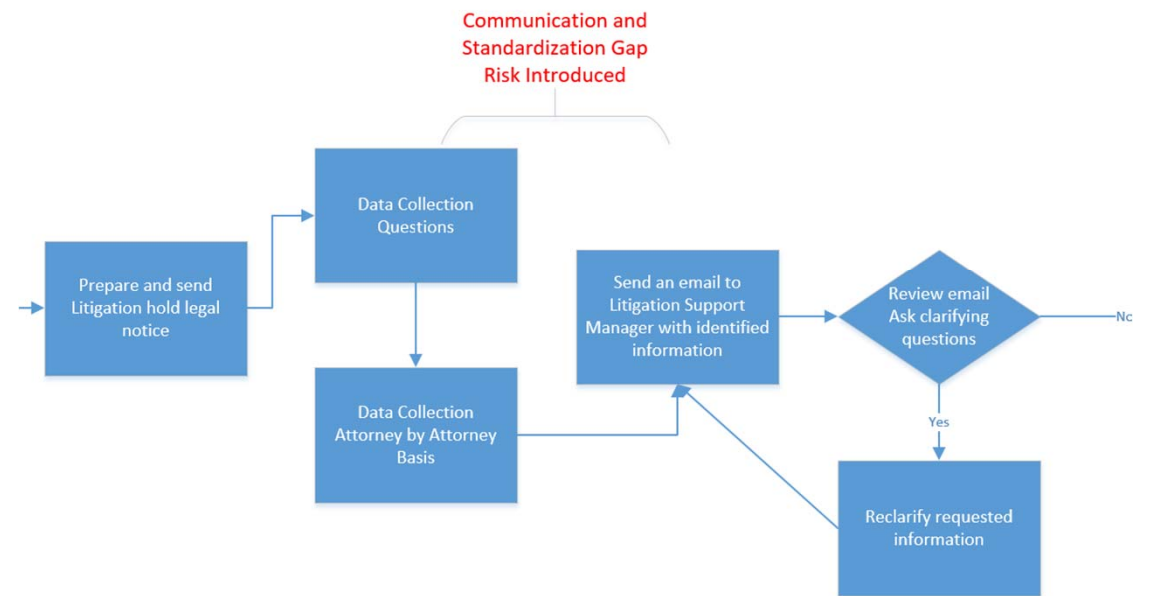 Communication and
Standardization Gap
Risk Introduced
Data Collection
Questions
Prepare and send
Litigation hold legal
notice
Send an email to
Litigation Support
Manager with identified
information
Review email
Ask clarifying
questions
Nc
Data Collection
Attorney by Attorney
Basis
Yes
Reclarify requested
information